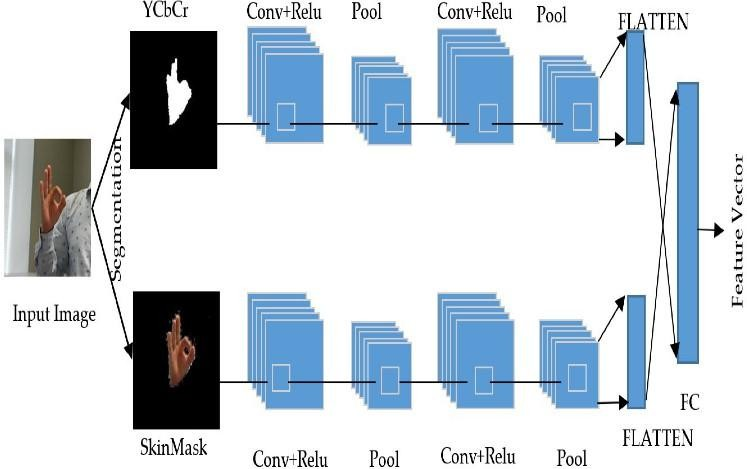 YCbCr
Conv+Relu
Pool
Conv+Relu
Pool
FLATTEN
Segmentation
Input Image
Feature Vector
SkinMask
Conv+Relu
Pool
Conv+Relu
Pool
FLATTEN
FC